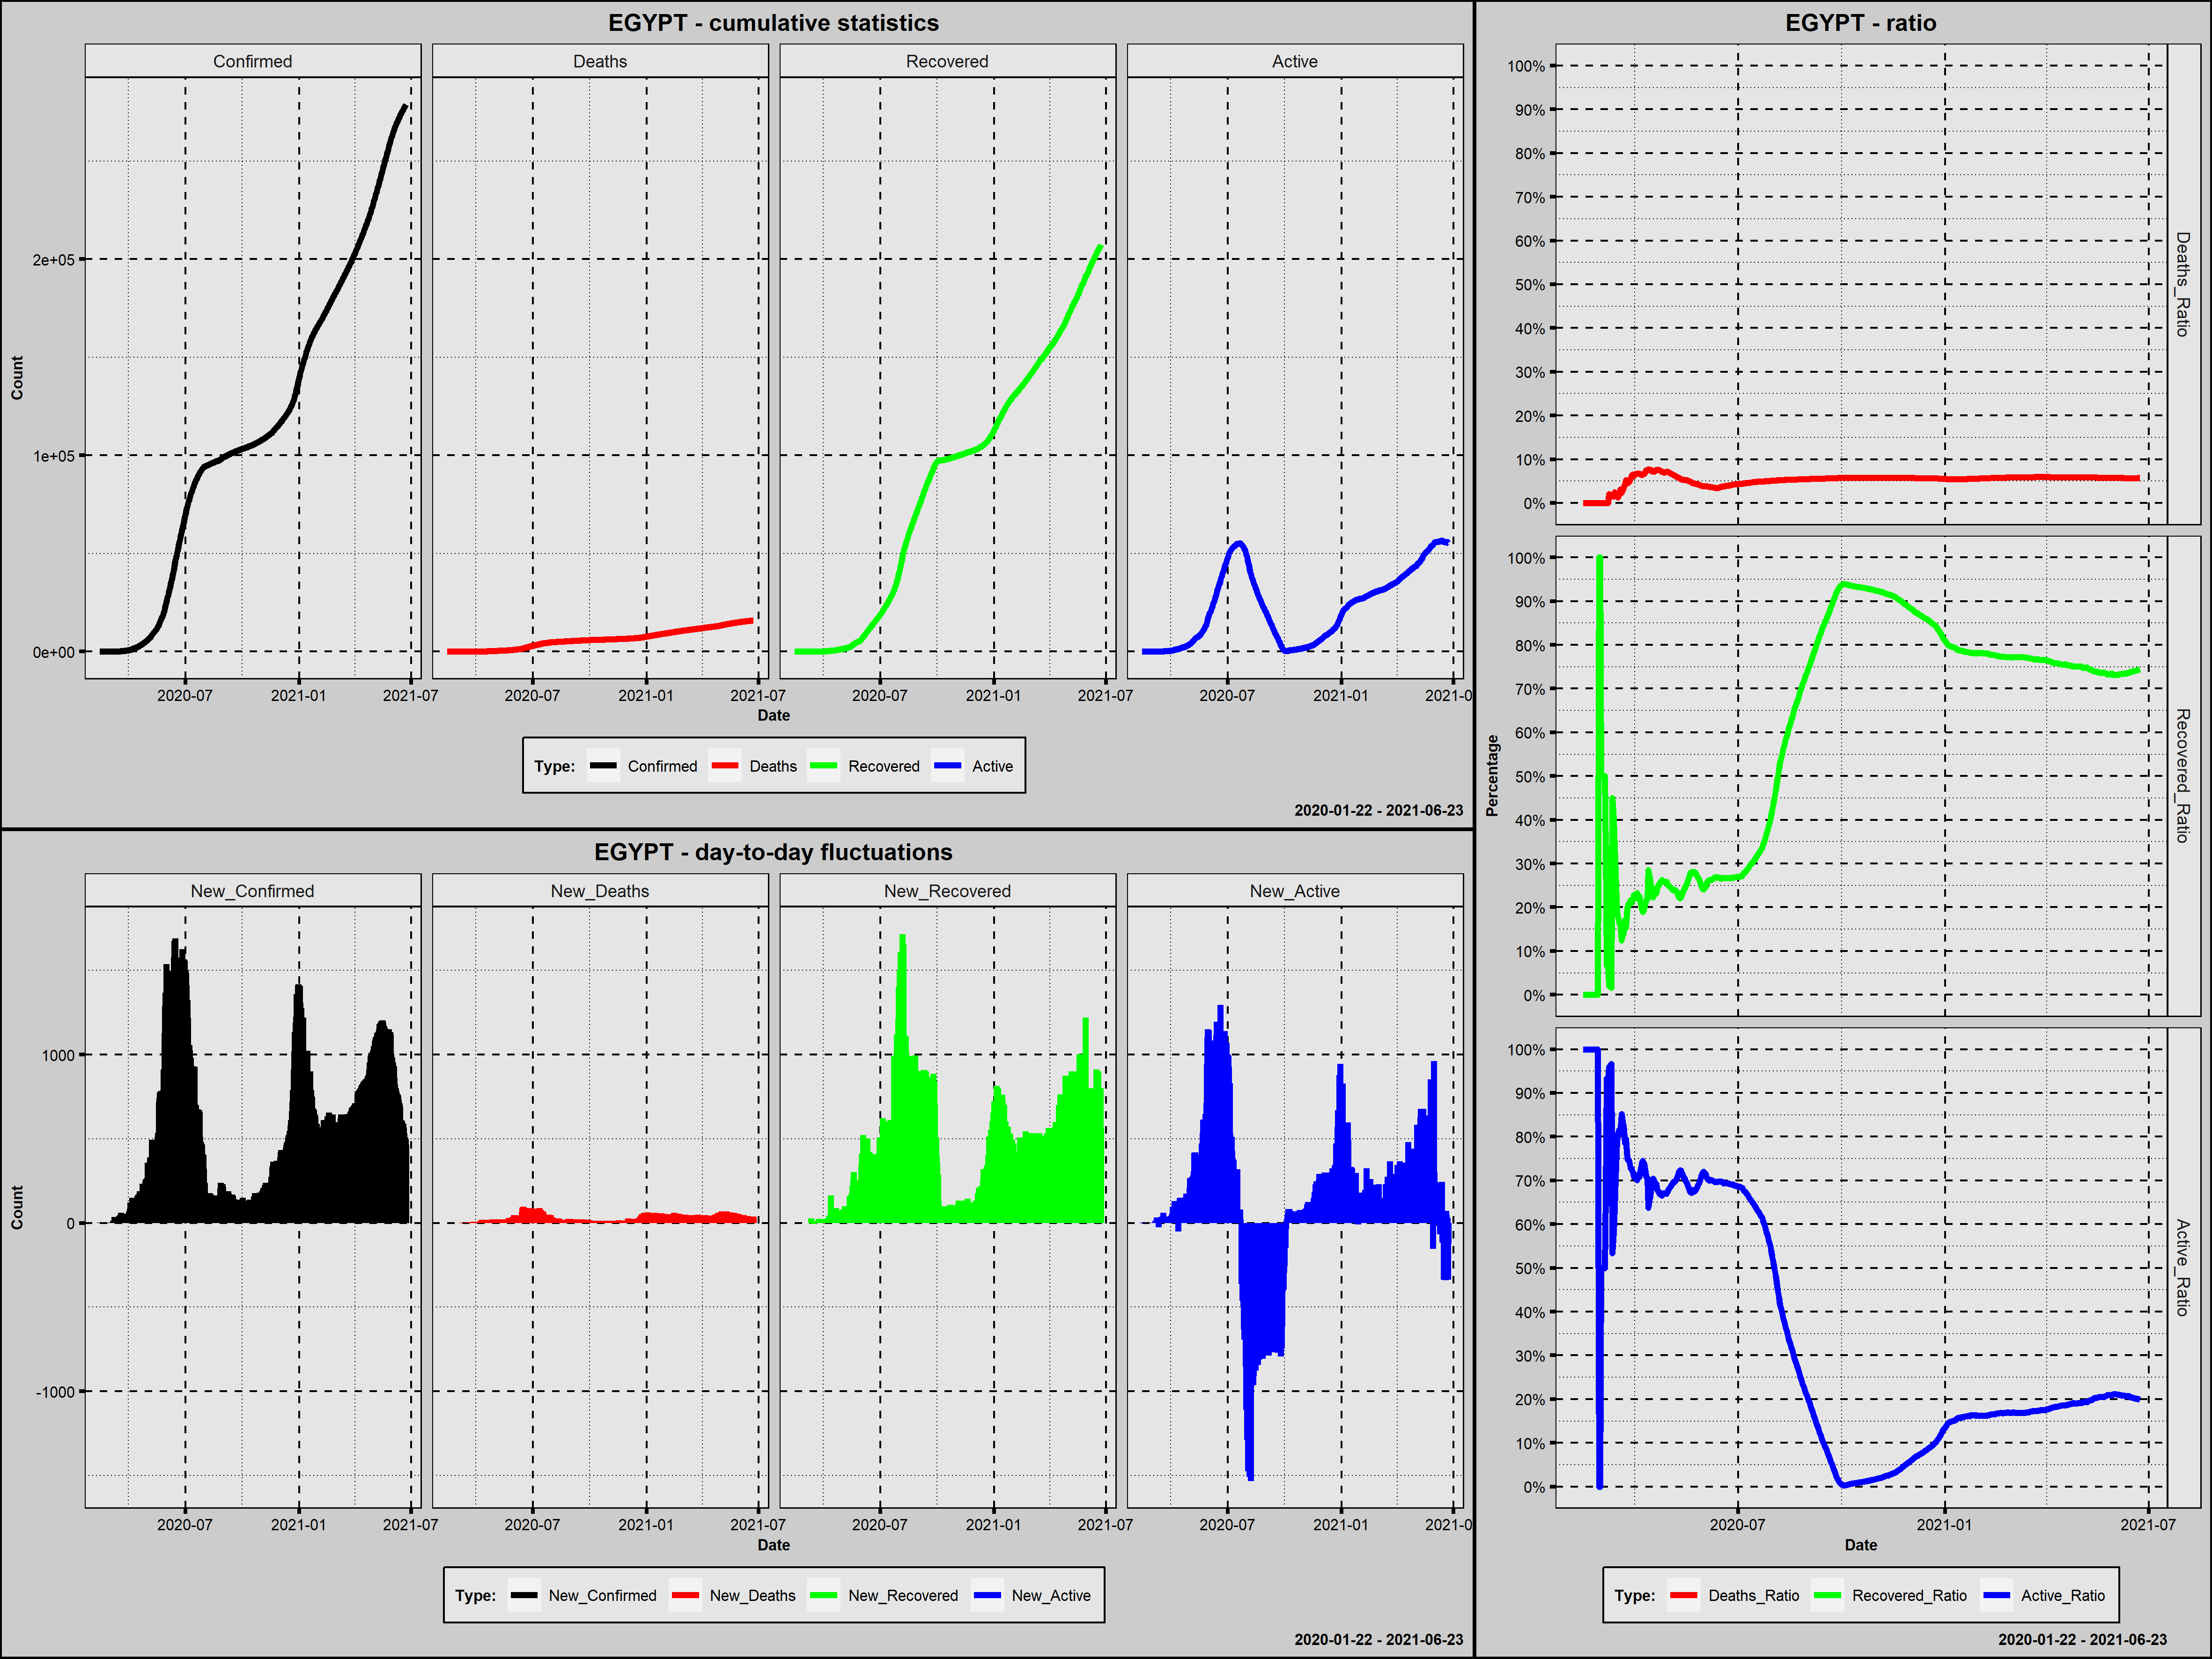 EGYPT - cumulative statistics
Confirmed Deaths Recovered Active
Count
2e+05
1e+05
0e+00
2020-07 2021-01 2021-07 2020-07 2021-01 2021-07 2020-07 2021-01 2021-07 2020-07 2021-01 2021-0
Date
Type: Confirmed Deaths Recovered Active
2020-01-22 - 2021-06-23
EGYPT - day-to-day fluctuations
New_Confirmed New_Deaths New_Recovered New_Active
Count
1000
0
-1000
2020-07 2021-01 2021-07 2020-07 2021-01 2021-07 2020-07 2021-01 2021-07 2020-07 2021-01 2021-0
Date
Type: New_Confirmed New_Deaths New_Recovered New_Active
2020-01-22 - 2021-06-23
EGYPT - ratio
Percentage
100%
90%
80%
70%
60%
50%
40%
30%
20%
10%
0%
Deaths_Ratio
100%
90%
80%
70%
60%
50%
40%
30%
20%
10%
0%
Recovered_Ratio
100%
90%
80%
70%
60%
50%
40%
30%
20%
10%
0%
Active_Ratio
2020-07 2021-01 2021-07
Date
Type: Deaths_Ratio Recovered_Ratio Active_Ratio
2020-01-22 - 2021-06-23